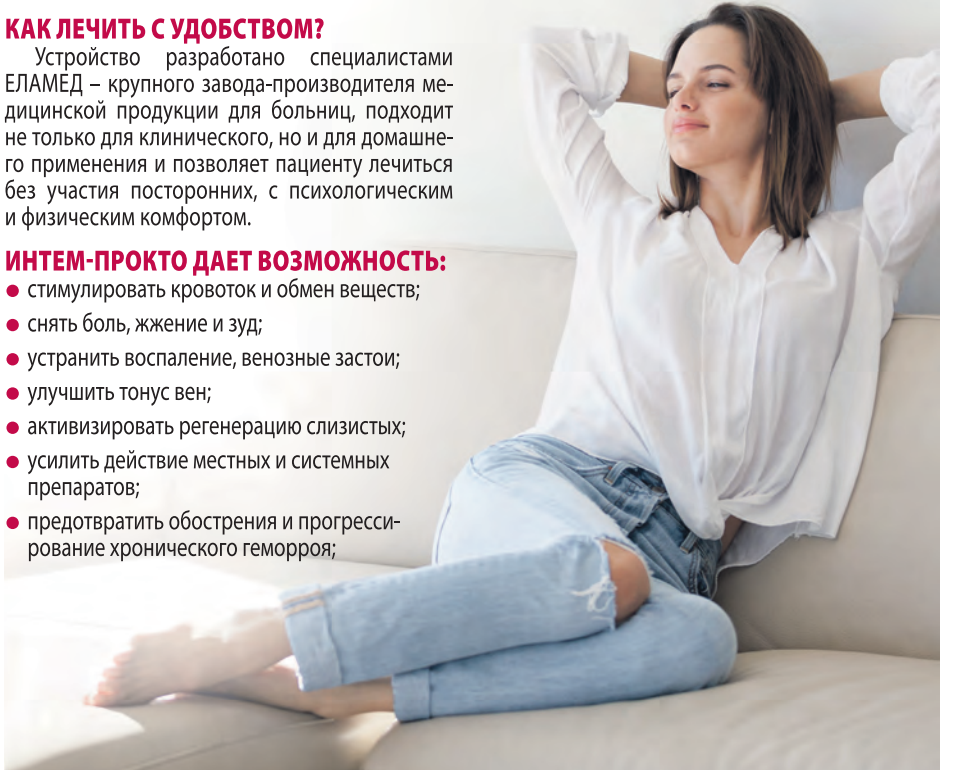 КАК ЛЕЧИТЬ С УДОБСТВОМ?
Устройство разработано специалистами
ЕЛАМЕД – крупного завода-производителя ме-
дицинской продукции для больниц, подходит
не только для клинического, но и для домашне-
го применения и позволяет пациенту лечиться
без участия посторонних, с психологическим
и физическим комфортом.
ИНТЕМ-ПРОКТО ДАЕТ ВОЗМОЖНОСТЬ:
● стимулировать кровоток и обмен веществ;
● снять боль, жжение и зуд;
● устранить воспаление, венозные застои;
● улучшить тонус вен;
● активизировать регенерацию слизистых;
● усилить действие местных и системных
препаратов;
● предотвратить обострения и прогресси-
рование хронического геморроя;